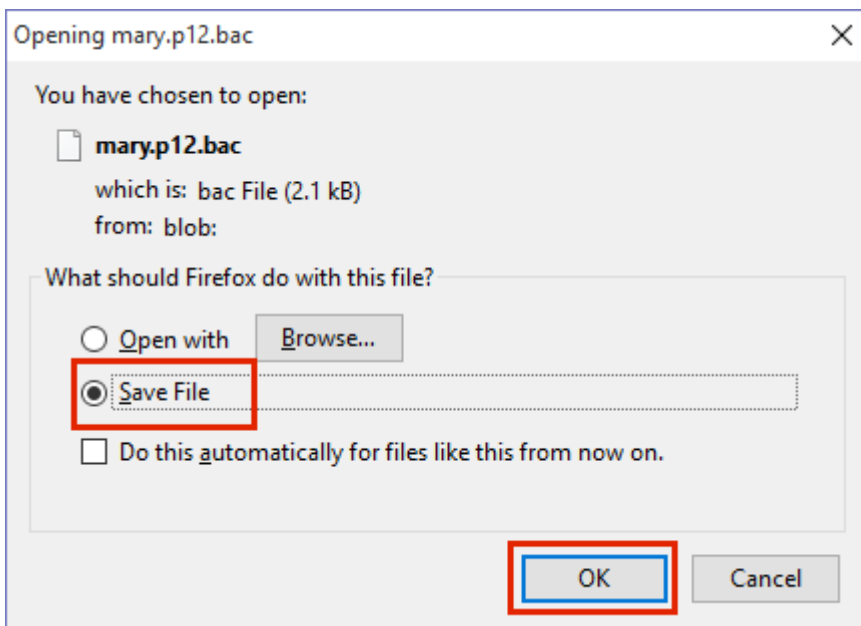 Opening mary.p12.bac
You have chosen to open:
mary.p12.bac
which is: bac File (2.1 kB)
from: blob:
What should Firefox do with this file?
Open with Browse...
Save File
Do this automatically for files like this from now on.
OK Cancel